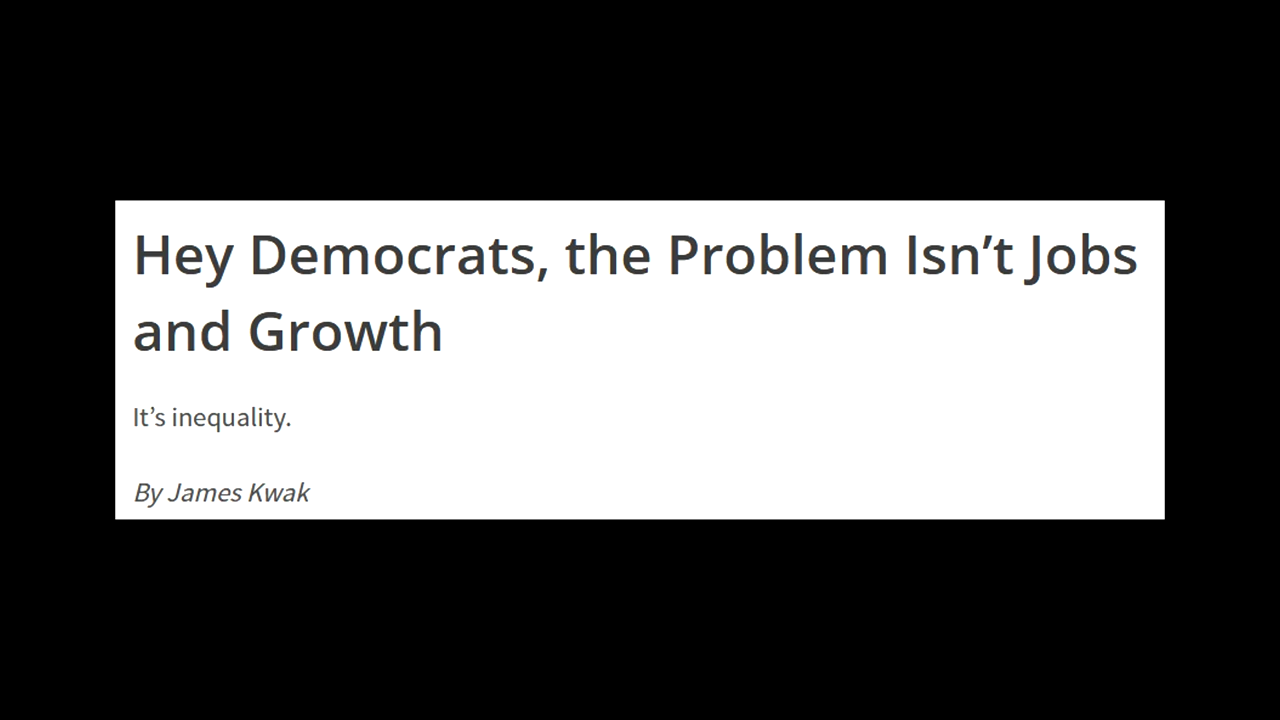 Hey Democrats, the Problem Isn’t Jobs
and Growth
It’s inequality.
By James Kwak